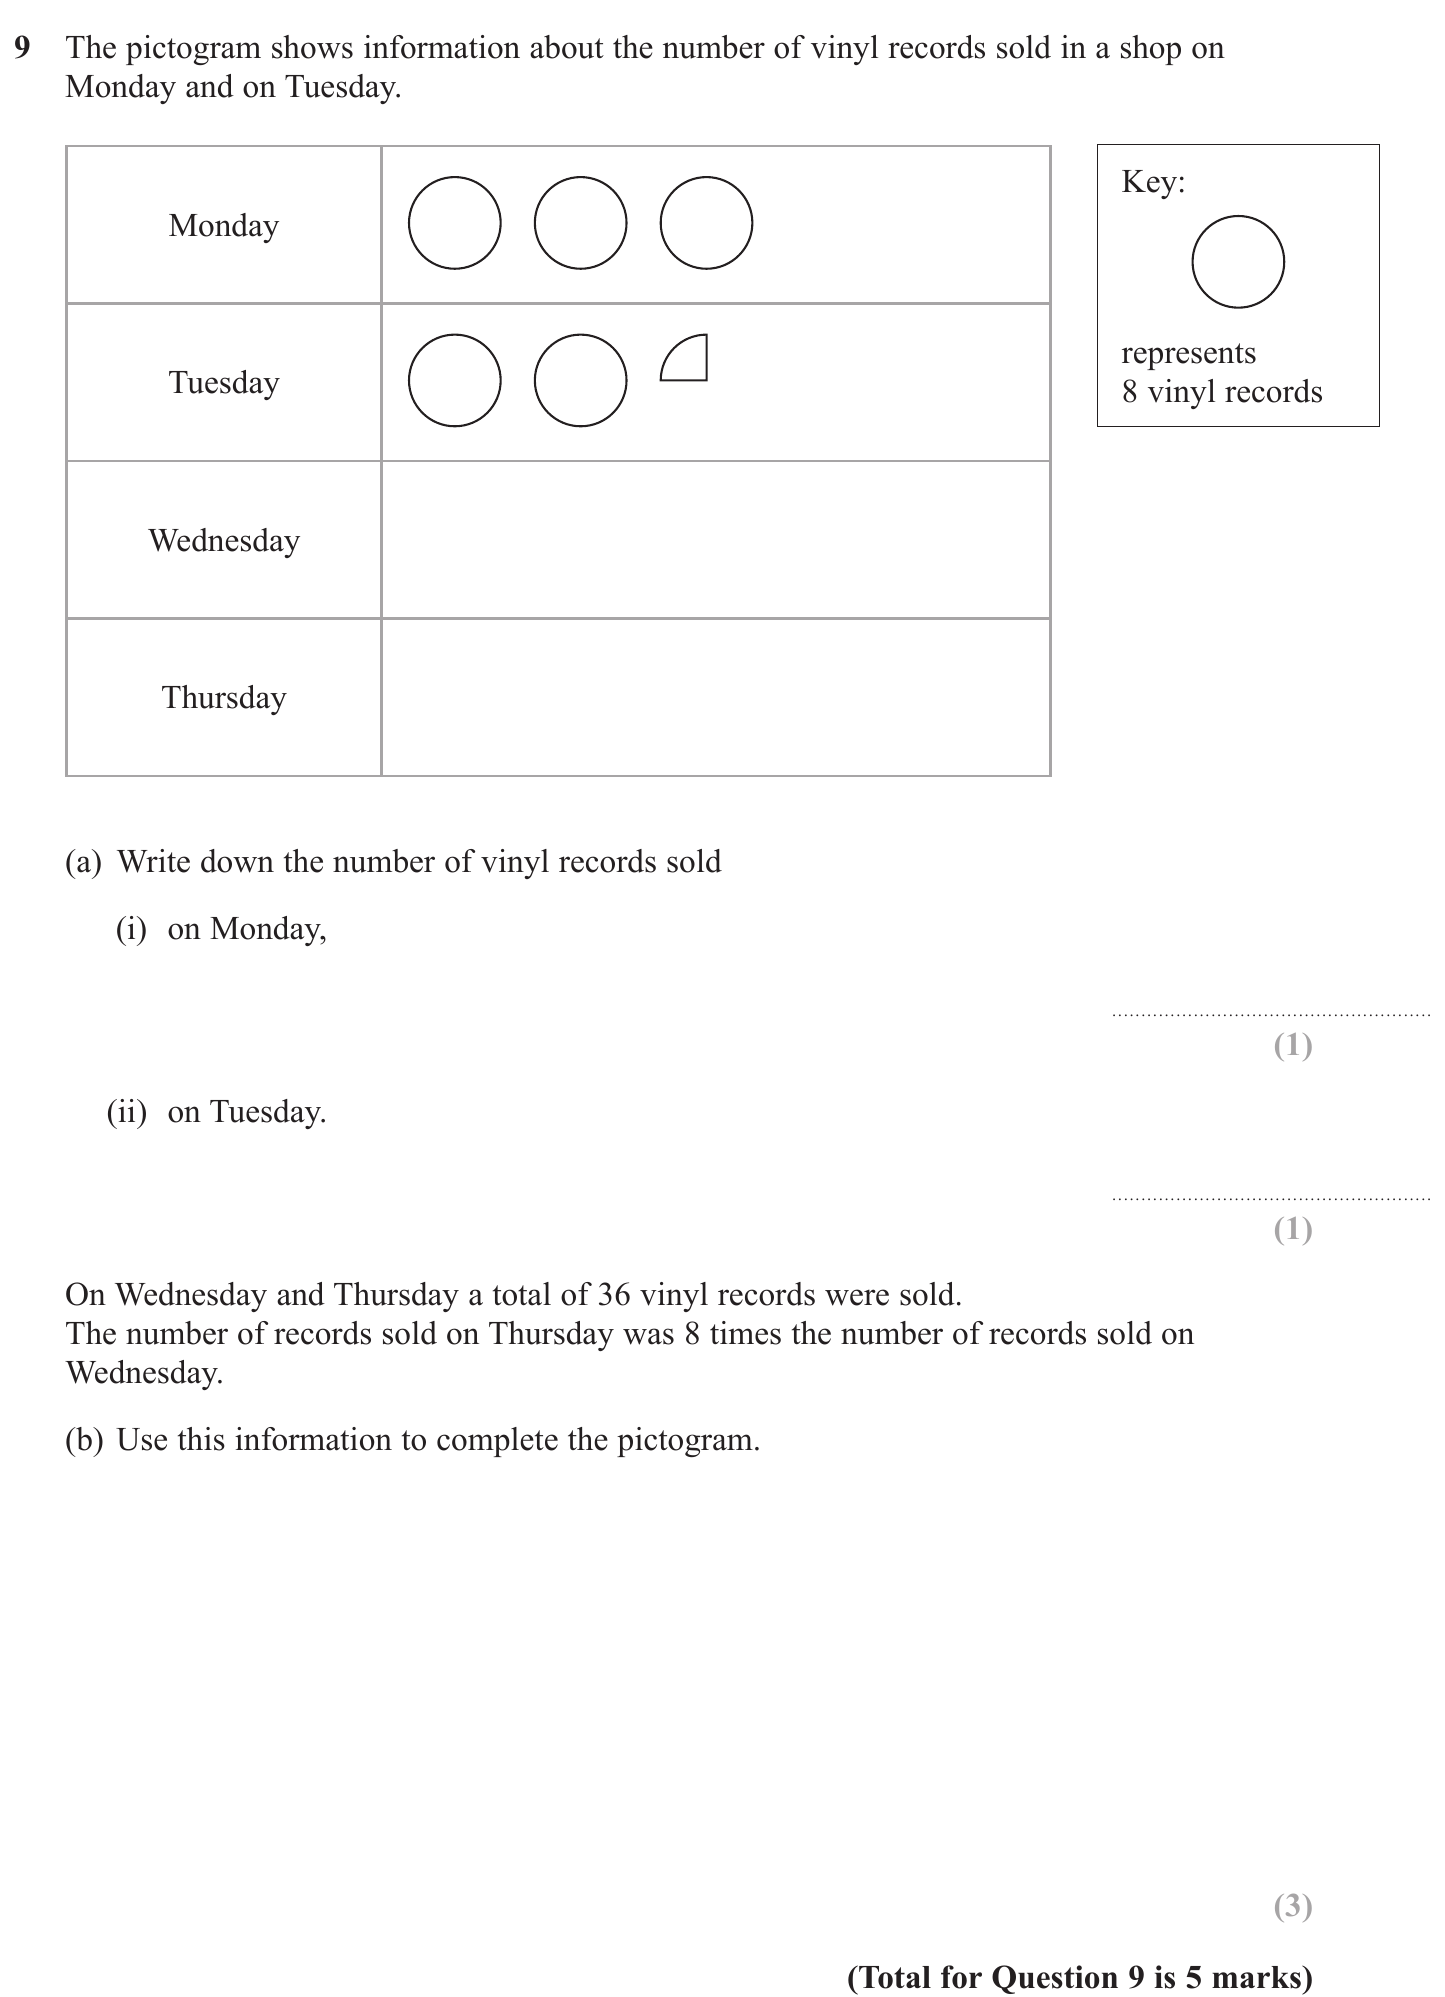 9 The pictogram shows information about the number of vinyl records sold in a shop on
Monday and on Tuesday.
Monday
Tuesday
Wednesday
Thursday
Key:
represents
8 vinyl records
(a) Write down the number of vinyl records sold
(i) on Monday,
(1)
(ii) on Tuesday.
(1)
On Wednesday and Thursday a total of 36 vinyl records were sold.
The number of records sold on Thursday was 8 times the number of records sold on
Wednesday.
(b) Use this information to complete the pictogram.
(3)
(Total for Question 9 is 5 marks)